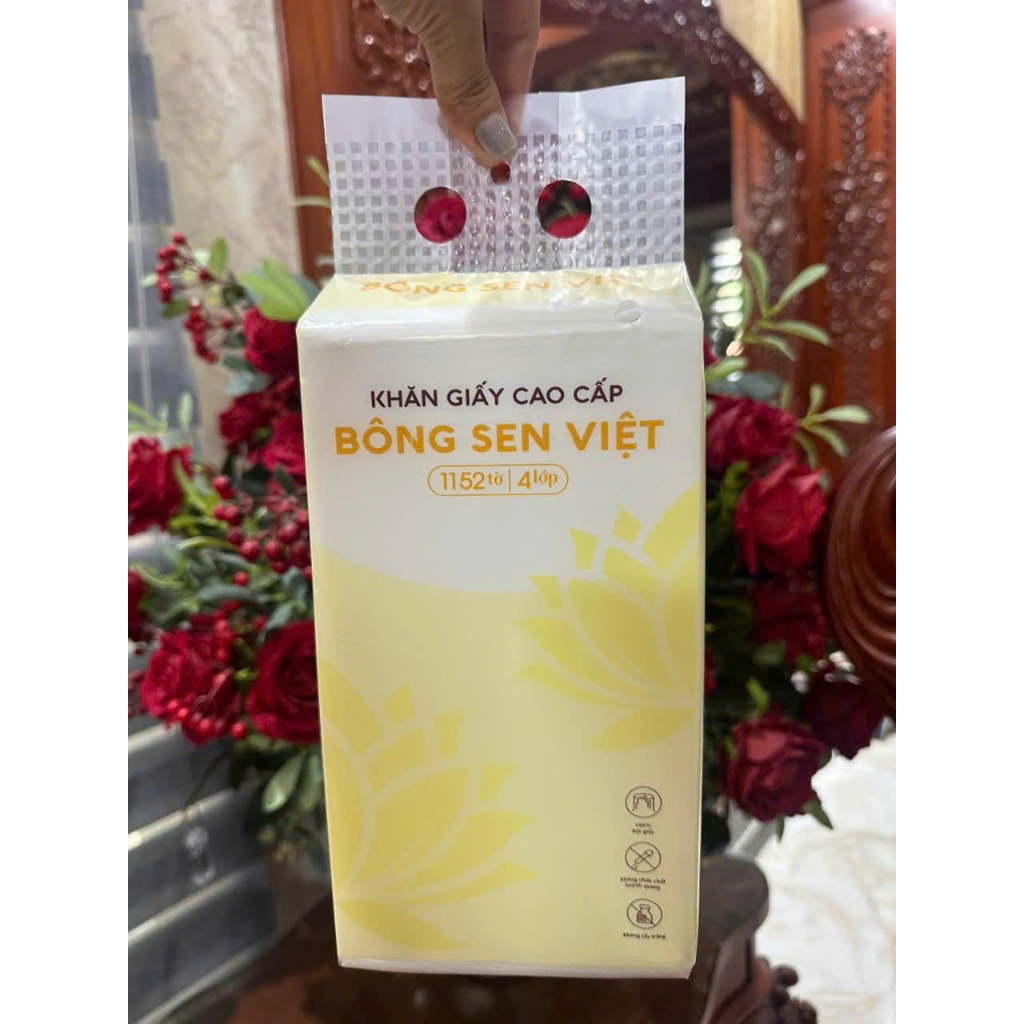 BÔNG SEN VIỆT
KHĂN GIẤY CAO CẤP
BÔNG SEN VIỆT
1152 tờ | 4 lớp
100%
Bột giấy
Không chứa chất
huỳnh quang
Không tẩy trắng